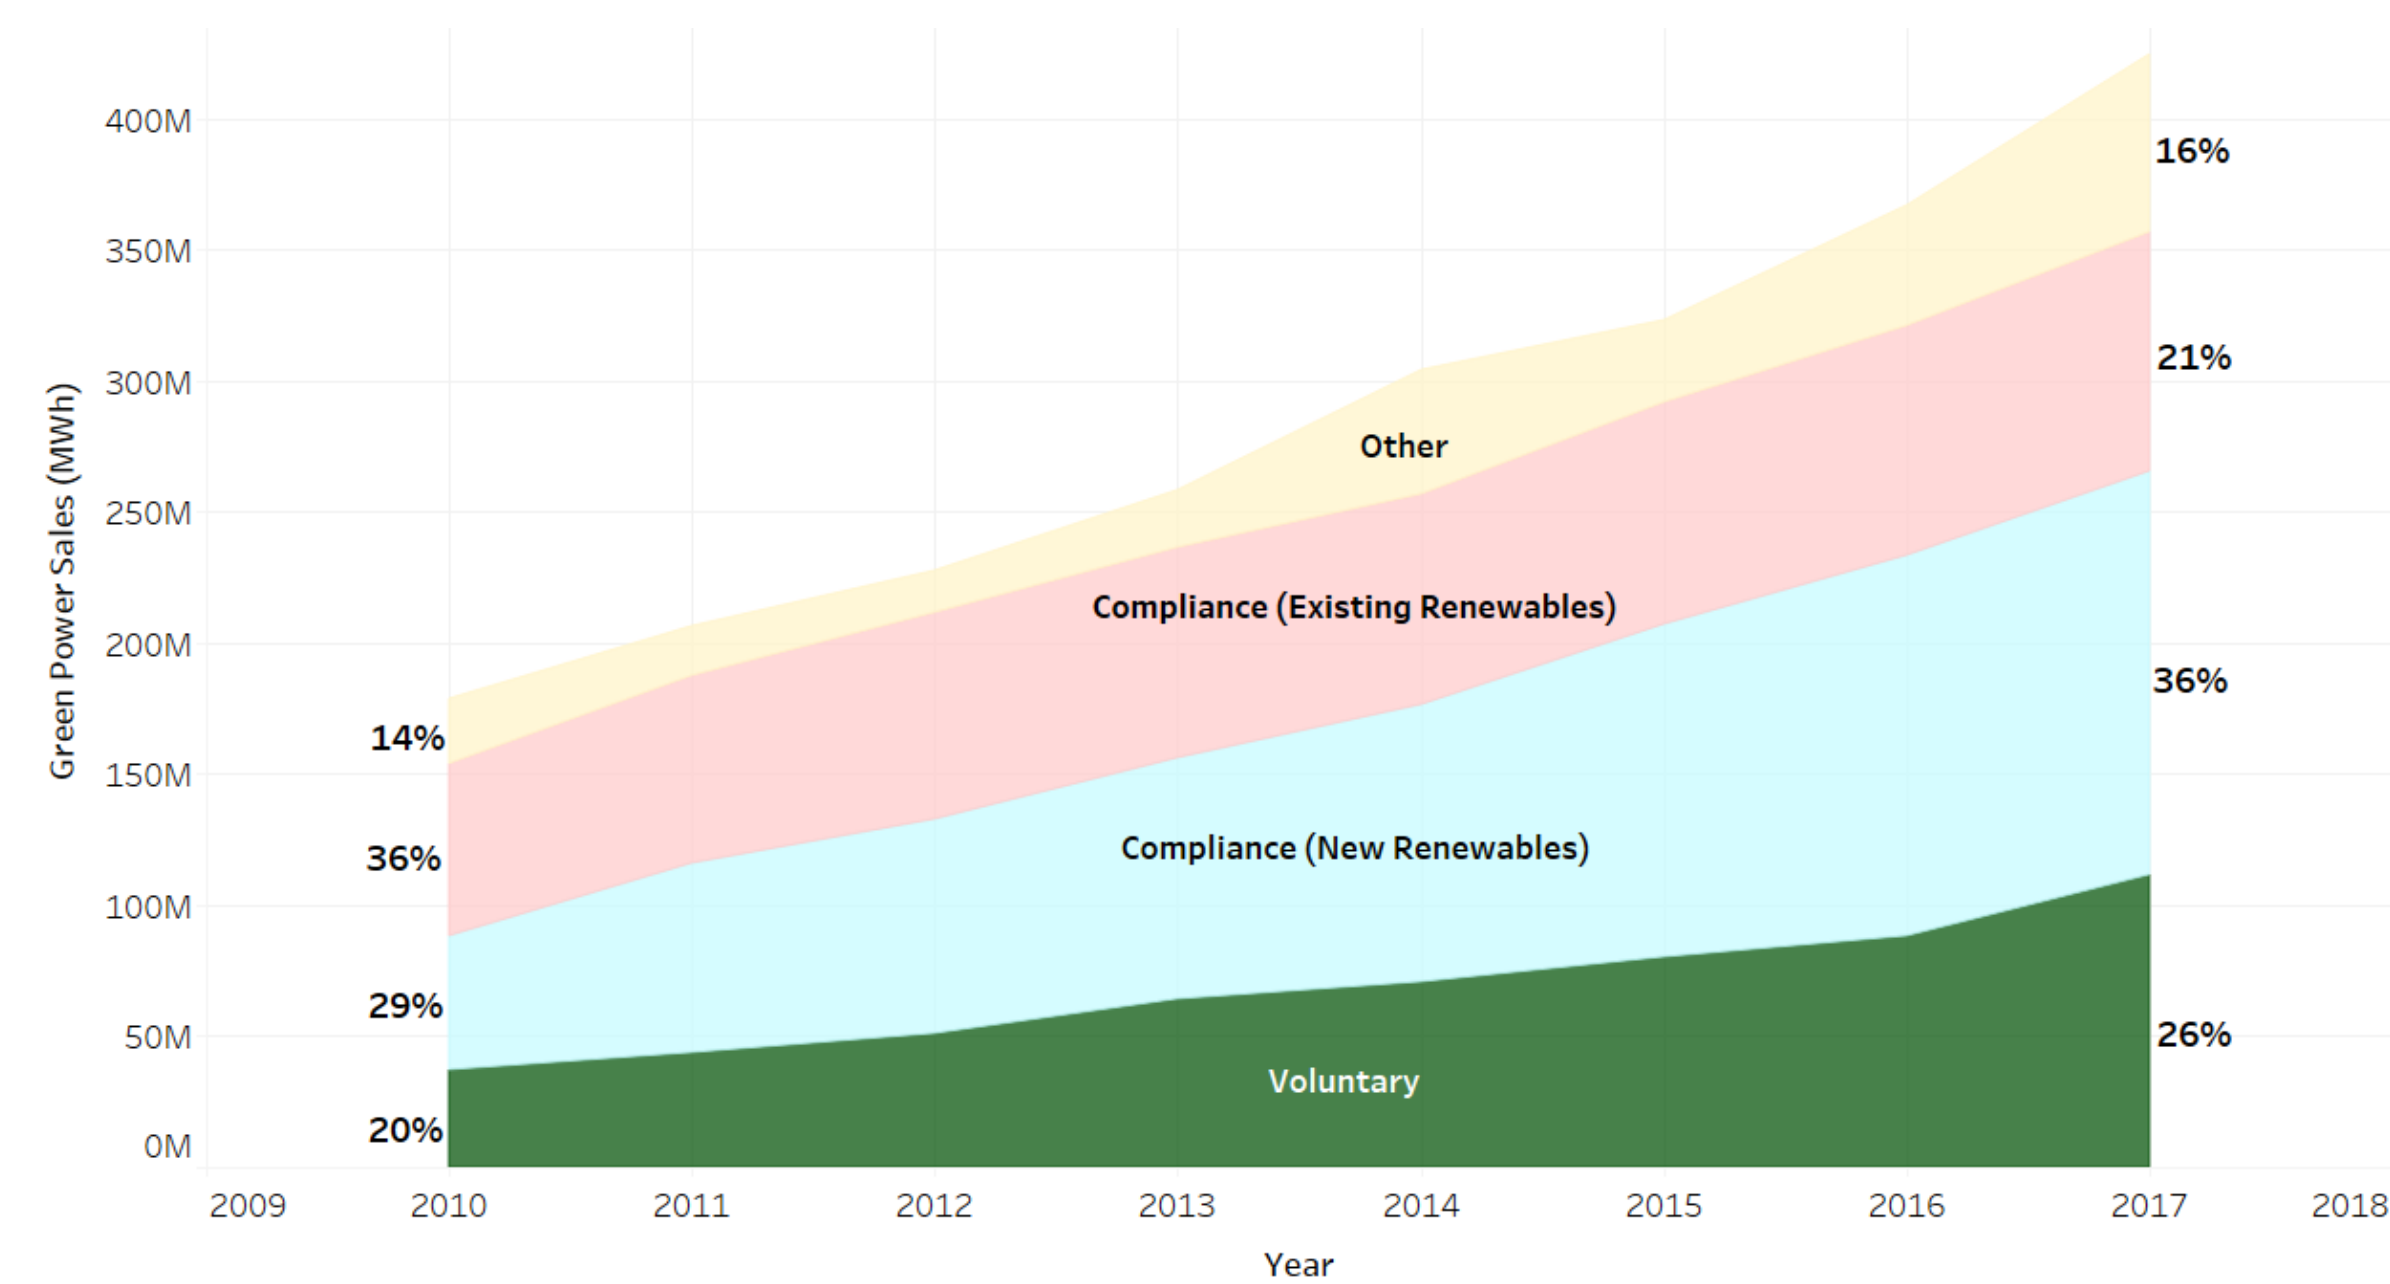 400M
16%
350M
21%
300M
Other
250M
Compliance (Existing Renewables)
200M
36%
14%
150M
Compliance (New Renewables)
36%
100M
29%
50M
26%
Voluntary
20%
0M
Green Power Sales (MWh)
2009 2010 2011 2012 2013 2014 2015 2016 2017 2018
Year